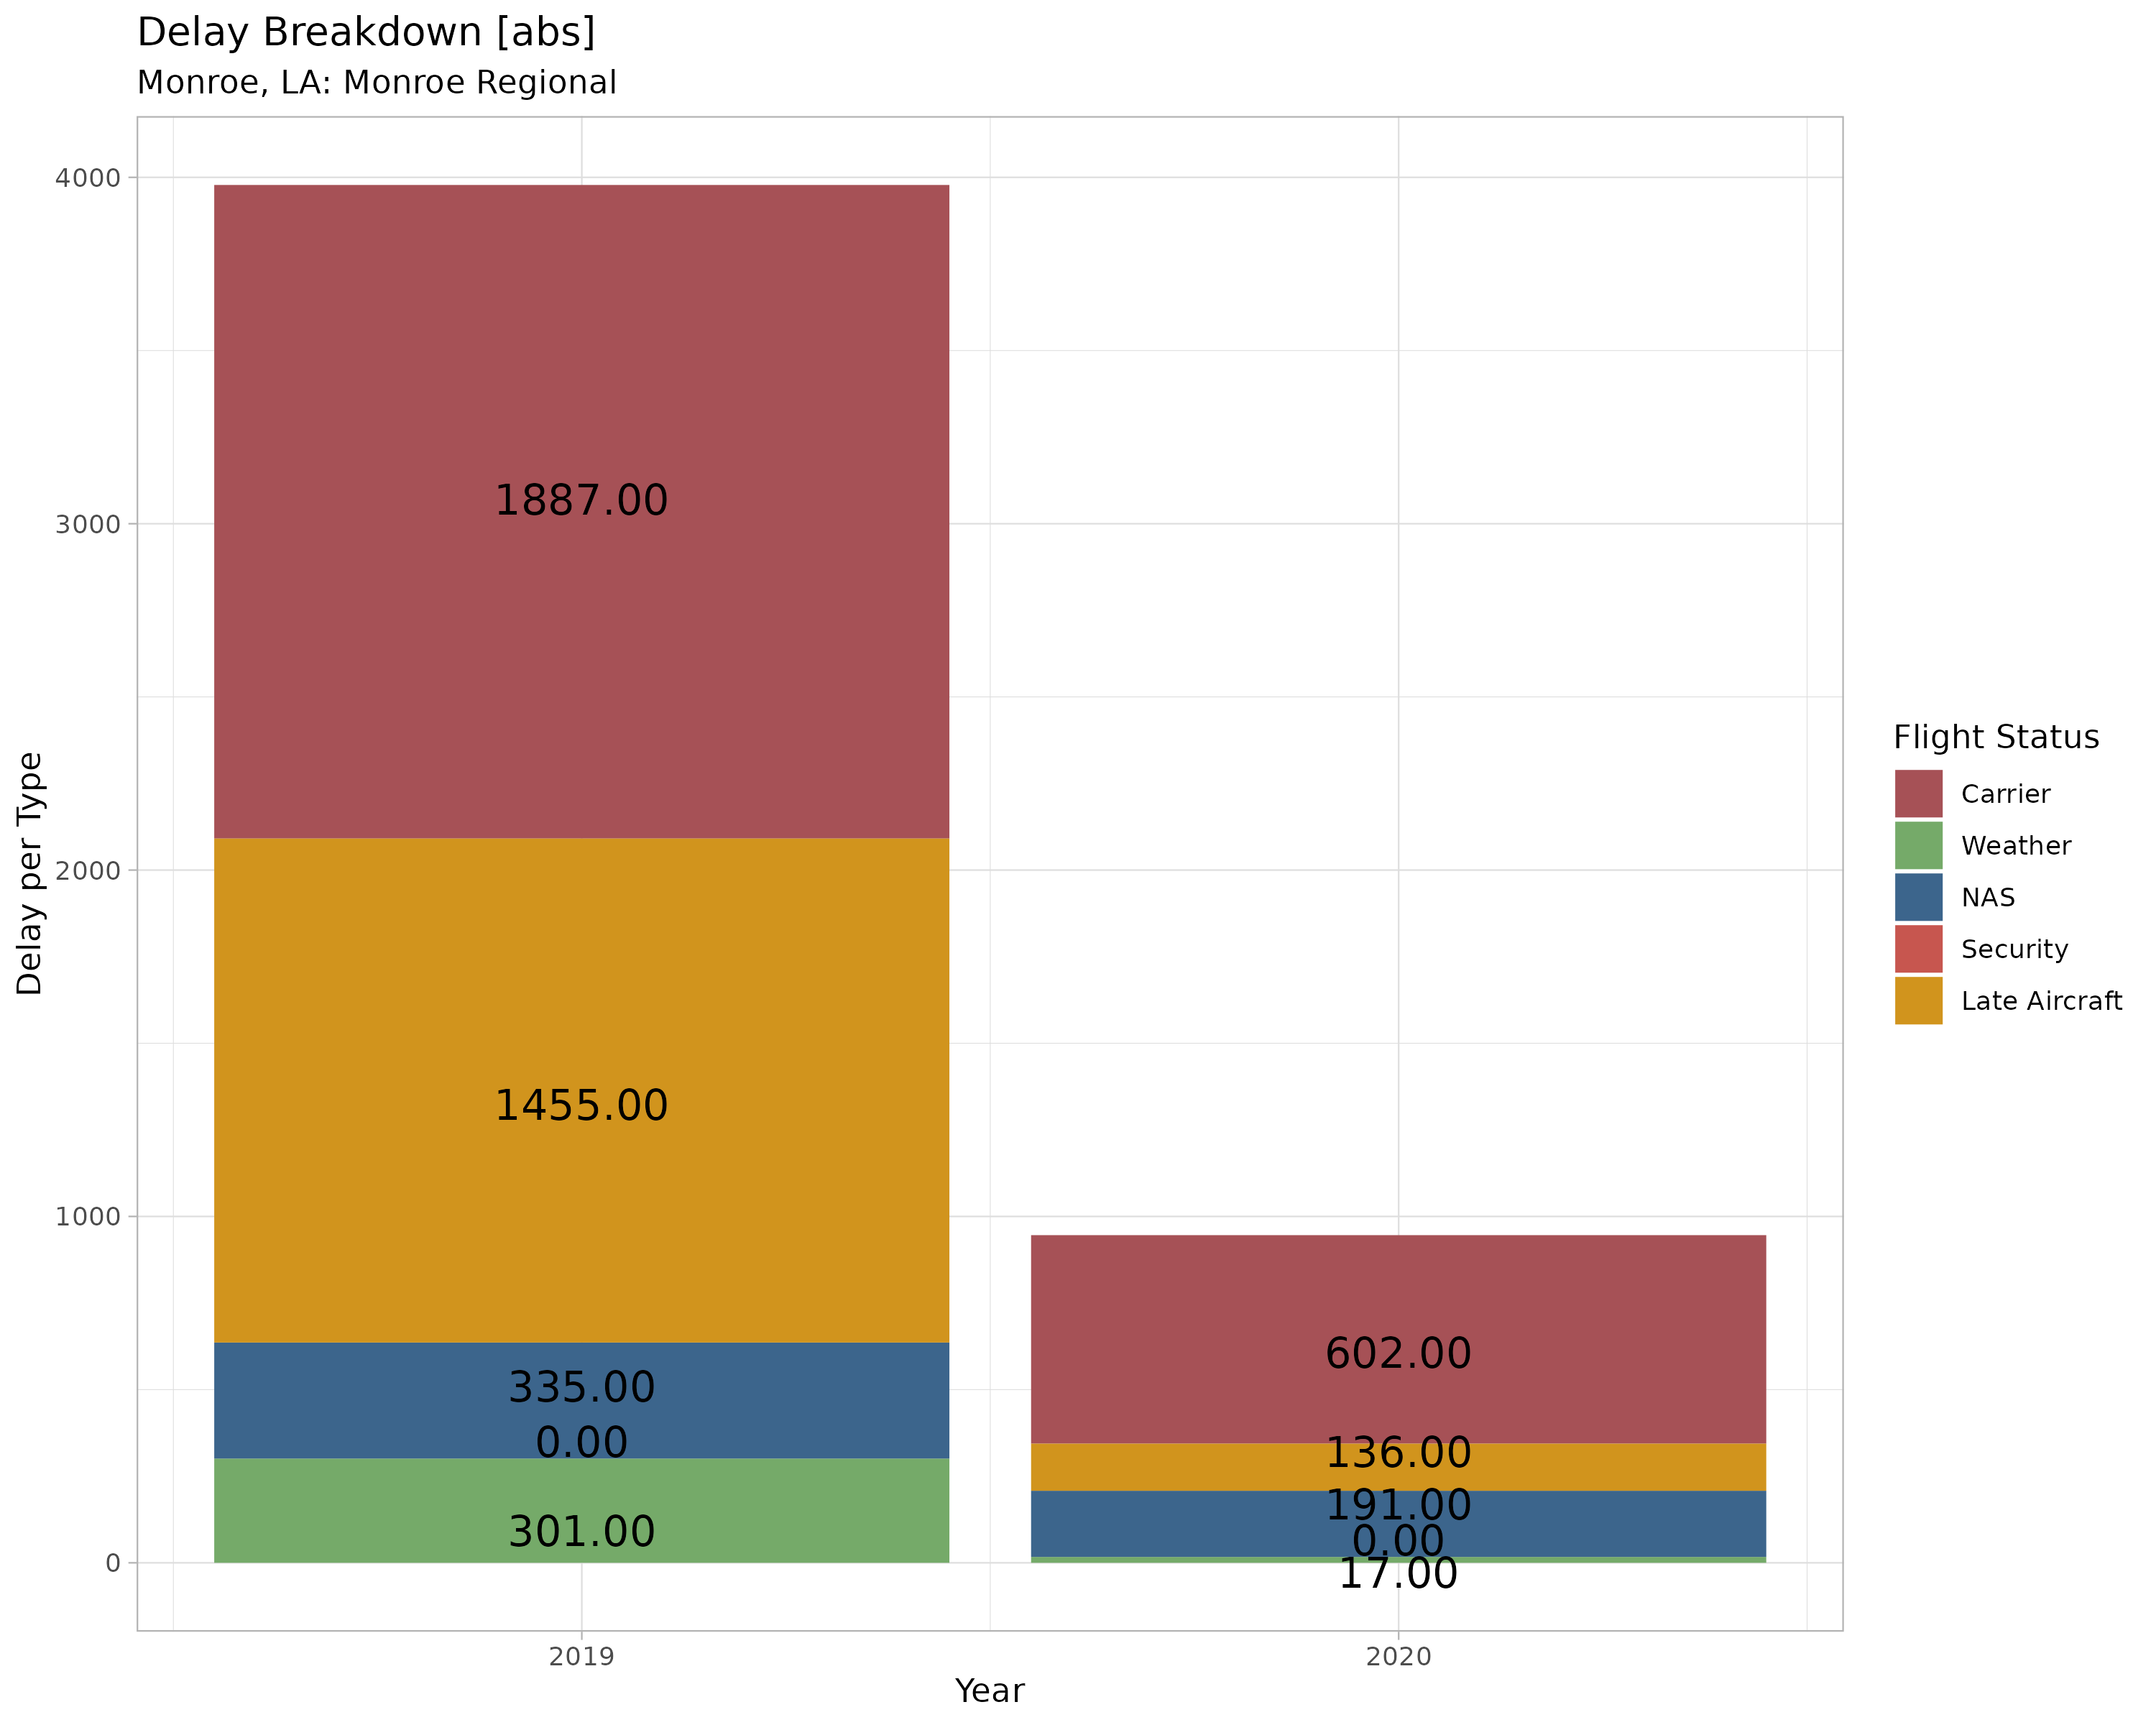 Delay Breakdown [abs]
Monroe, LA: Monroe Regional
4000
3000
2000
1000
0
Delay per Type
1887.00
1455.00
335.00
0.00
301.00
602.00
136.00
191.00
0.00
17.00
2019
2020
Year
Flight Status
Carrier
Weather
NAS
Security
Late Aircraft